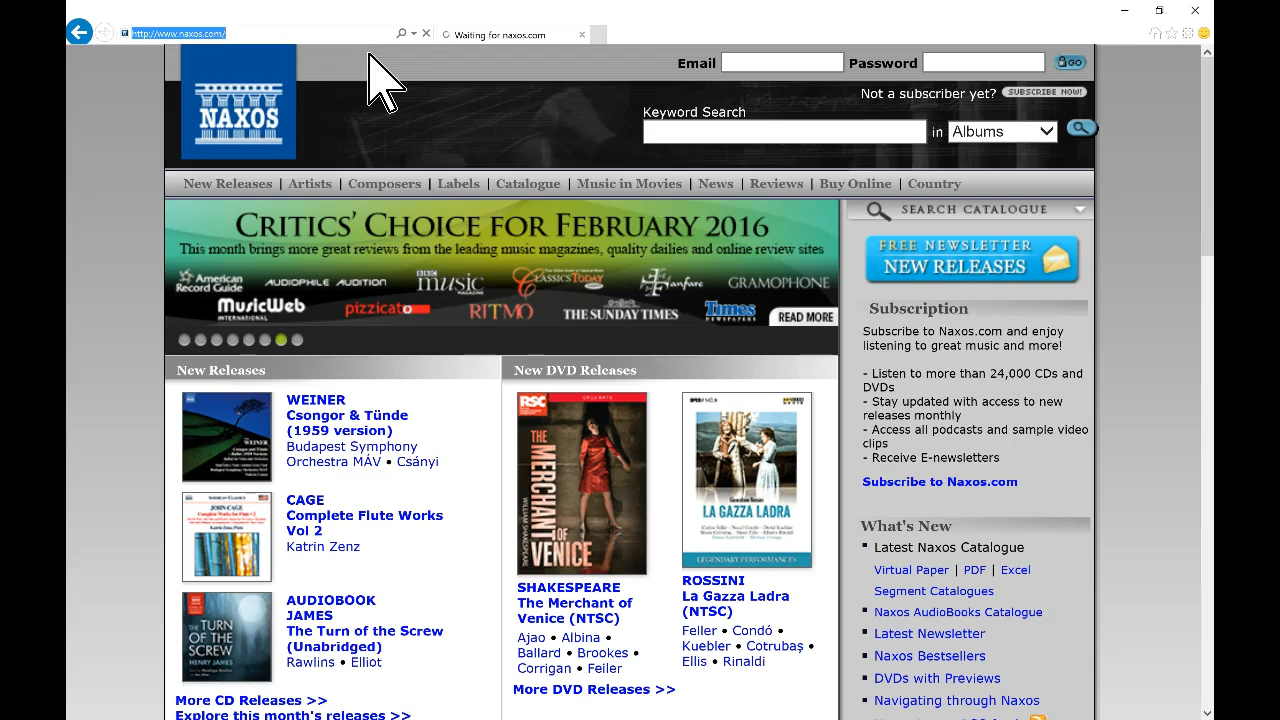 http://www.naxos.com/
Waiting for naxos.com
Email
Password
GO
NAXOS
Not a subscriber yet? SUBSCRIBE NOW!
Keyword Search
in Albums
New Releases | Artists | Composers | Labels | Catalogue | Music in Movies | News | Reviews | Buy Online | Country
CRITICS' CHOICE FOR FEBRUARY 2016
This month brings more great reviews from the leading music magazines, quality dailies and online review sites
American Record Guide
AUDIOPHILE AUDITION
BBC music MAGAZINE
CLASSICSTODAY.COM
Fanfare
GRAMOPHONE
MusicWeb INTERNATIONAL
pizzicato
RITMO
THE SUNDAY TIMES
Times NEWSPAPERS
READ MORE
SEARCH CATALOGUE
FREE NEWSLETTER
NEW RELEASES
Subscription
Subscribe to Naxos.com and enjoy
listening to great music and more!
- Listen to more than 24,000 CDs and
DVDs
- Stay updated with access to new
releases monthly
- Access all podcasts and sample video
clips
- Receive E-newsletters
Subscribe to Naxos.com
What's New
Latest Naxos Catalogue
Virtual Paper | PDF | Excel
Segment Catalogues
Naxos AudioBooks Catalogue
Latest Newsletter
Naxos Bestsellers
DVDs with Previews
Navigating through Naxos
New Releases
WEINER
Csongor & Tünde
(1959 version)
Budapest Symphony
Orchestra MÁV • Csányi
CAGE
Complete Flute Works
Vol 2
Katrin Zenz
AUDIOBOOK
JAMES
The Turn of the Screw
(Unabridged)
Rawlins • Elliot
More CD Releases >>
Explore this month's releases >>
WEINER
JOHN CAGE
THE TURN OF THE SCREW
HENRY JAMES
New DVD Releases
RSC
THE MERCHANT OF VENICE
WILLIAM SHAKESPEARE
SHAKESPEARE
The Merchant of
Venice (NTSC)
Ajao • Albina •
Ballard • Brookes •
Corrigan • Feiler
LA GAZZA LADRA
LEGENDARY PERFORMANCES
ROSSINI
La Gazza Ladra
(NTSC)
Feller • Condó •
Kuebler • Cotrubaş •
Ellis • Rinaldi
More DVD Releases >>